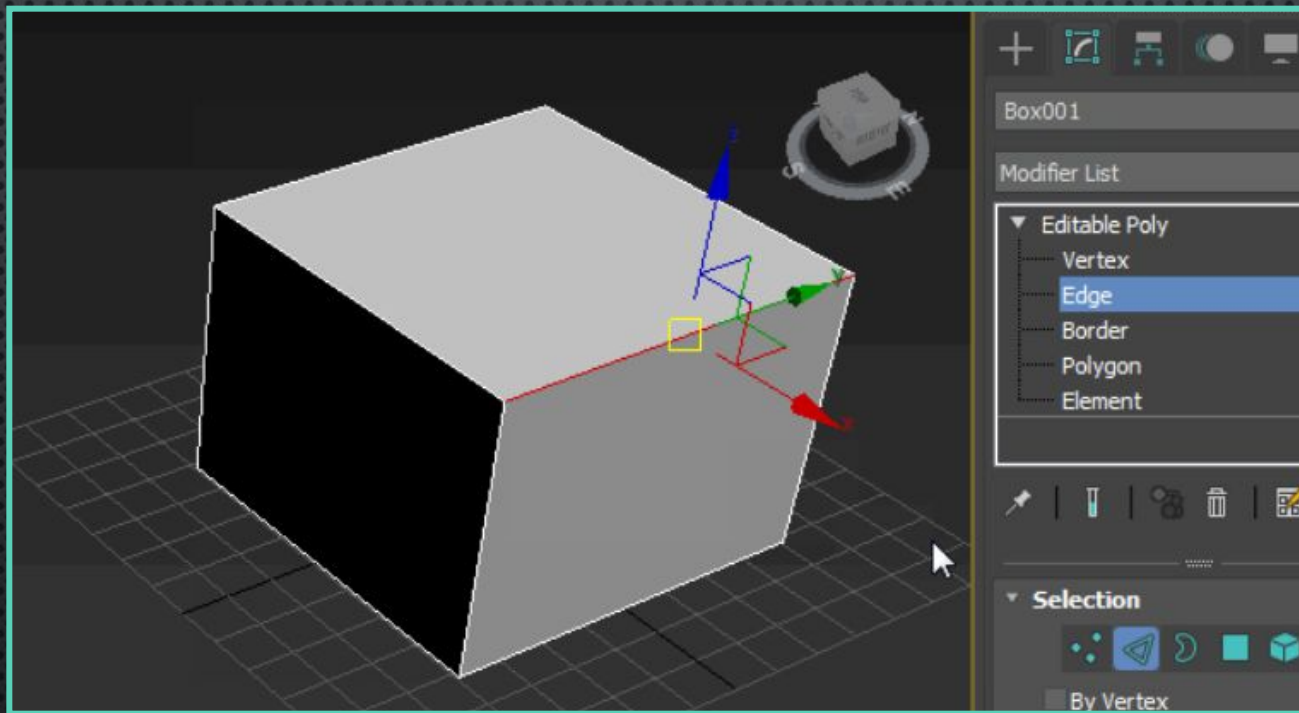 Box001
Modifier List
Editable Poly
Vertex
Edge
Border
Polygon
Element
Selection
By Vertex
z
y
x
S
E
N